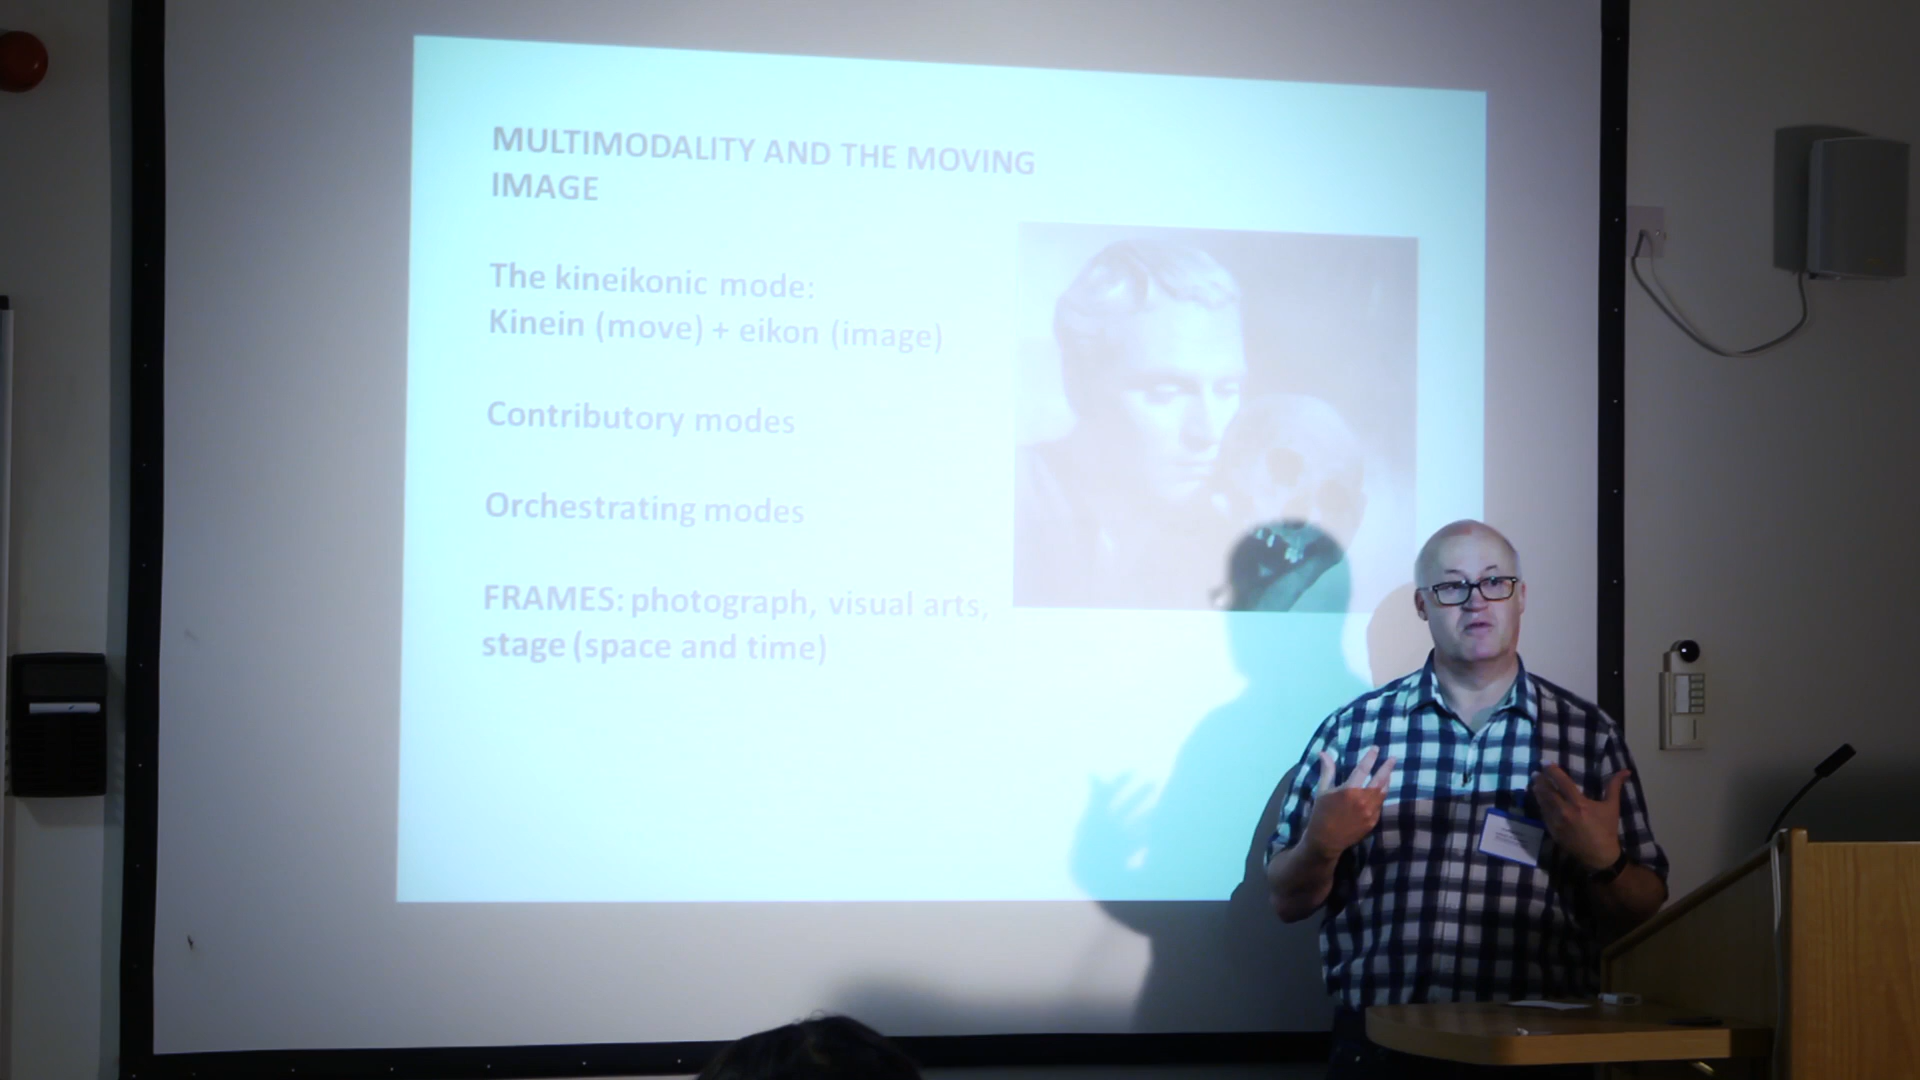 MULTIMODALITY AND THE MOVING
IMAGE
The kineikonic mode:
Kinein (move) + eikon (image)
Contributory modes
Orchestrating modes
FRAMES: photograph, visual arts,
stage (space and time)